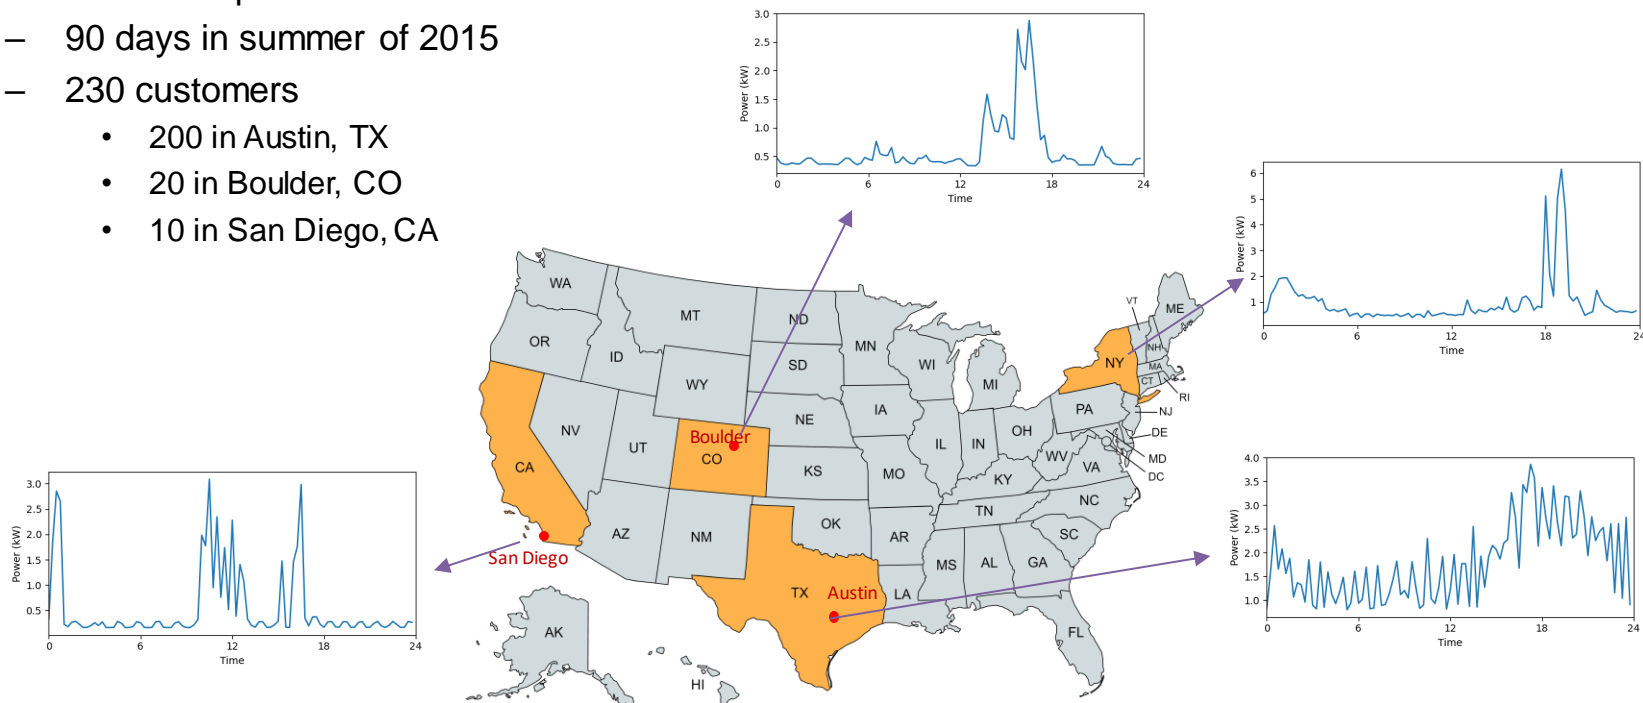 – 90 days in summer of 2015
– 230 customers
• 200 in Austin, TX
• 20 in Boulder, CO
• 10 in San Diego, CA
3.0
2.5
2.0
1.5
1.0
0.5
Power (kW)
0 6 12 18 24
Time
6
5
4
3
2
1
Power (kW)
0 6 12 18 24
Time
WA
OR
ID
MT
ND
MN
WI
MI
VT
ME
NH
NY
MA
CT
RI
WY
SD
IA
NE
PA
NJ
DE
MD
DC
NV
UT
Boulder
CO
KS
MO
IL
IN
OH
WV
VA
KY
CA
AZ
NM
OK
AR
TN
NC
SC
San Diego
TX
Austin
LA
MS
AL
GA
FL
AK
HI
3.0
2.5
2.0
1.5
1.0
0.5
Power (kW)
0 6 12 18 24
Time
4.0
3.5
3.0
2.5
2.0
1.5
1.0
Power (kW)
0 6 12 18 24
Time